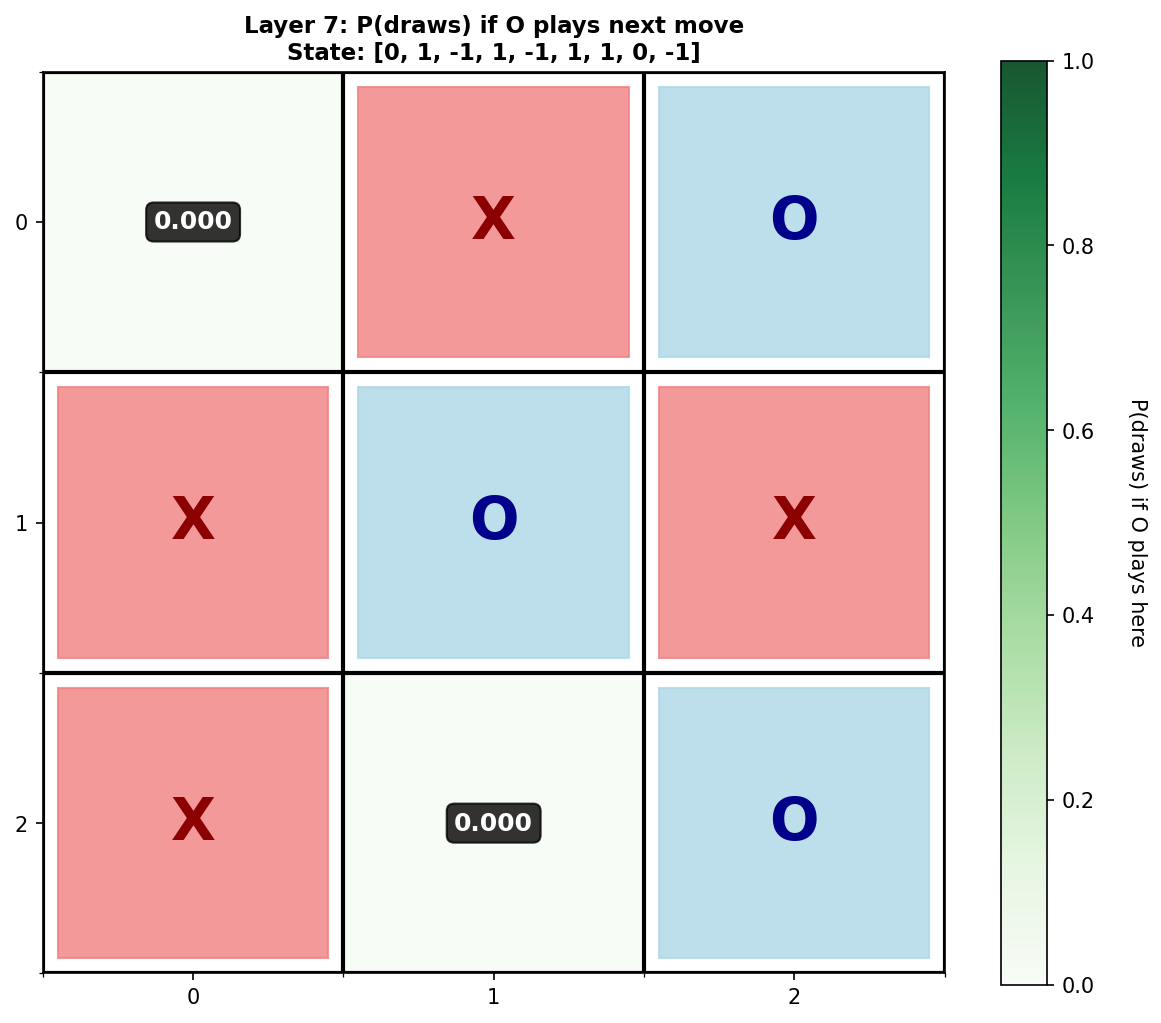 Layer 7: P(draws) if O plays next move
State: [0, 1, -1, 1, -1, 1, 1, 0, -1]
0
0.000
X
O
1
X
O
X
2
X
0.000
O
0
1
2
1.0
0.8
0.6
0.4
0.2
0.0
P(draws) if O plays here